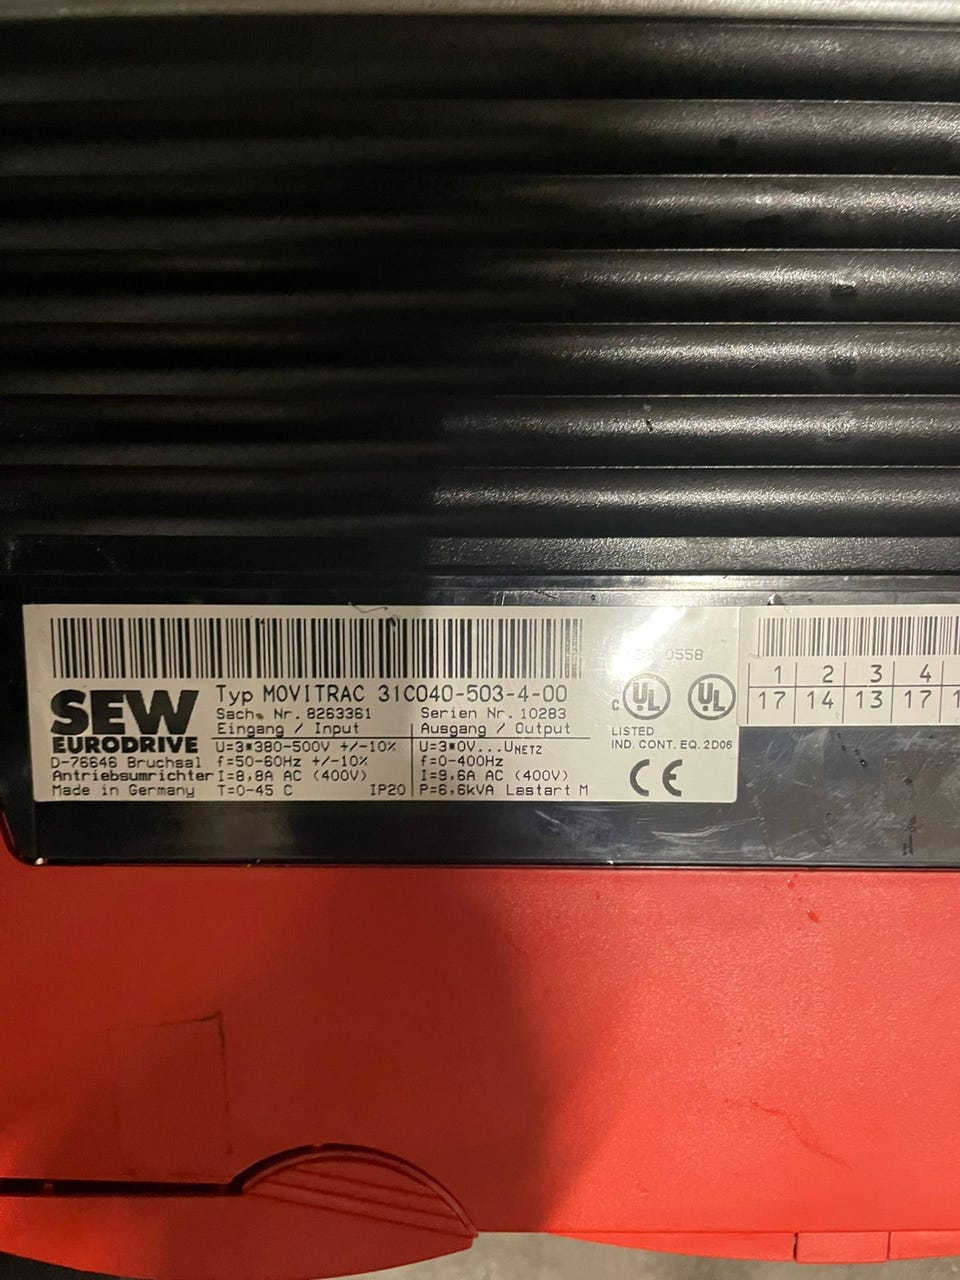 Typ MOVITRAC 31C040-503-4-00
Sach. Nr. 8263361 Serien Nr. 10283
Eingang / Input Ausgang / Output
U=3*380-500V +/-10% U=3*0V...UNETZ
f=50-60Hz +/-10% f=0-400Hz
I=8,8A AC (400V) I=9,6A AC (400V)
T=0-45 C IP20 P=6,6kVA Lastart M
SEW
EURODRIVE
D-76646 Bruchsal
Antriebsumrichter
Made in Germany
0558
c UL UL
LISTED
IND. CONT. EQ. 2D06
CE
1 2 3 4
17 14 13 17